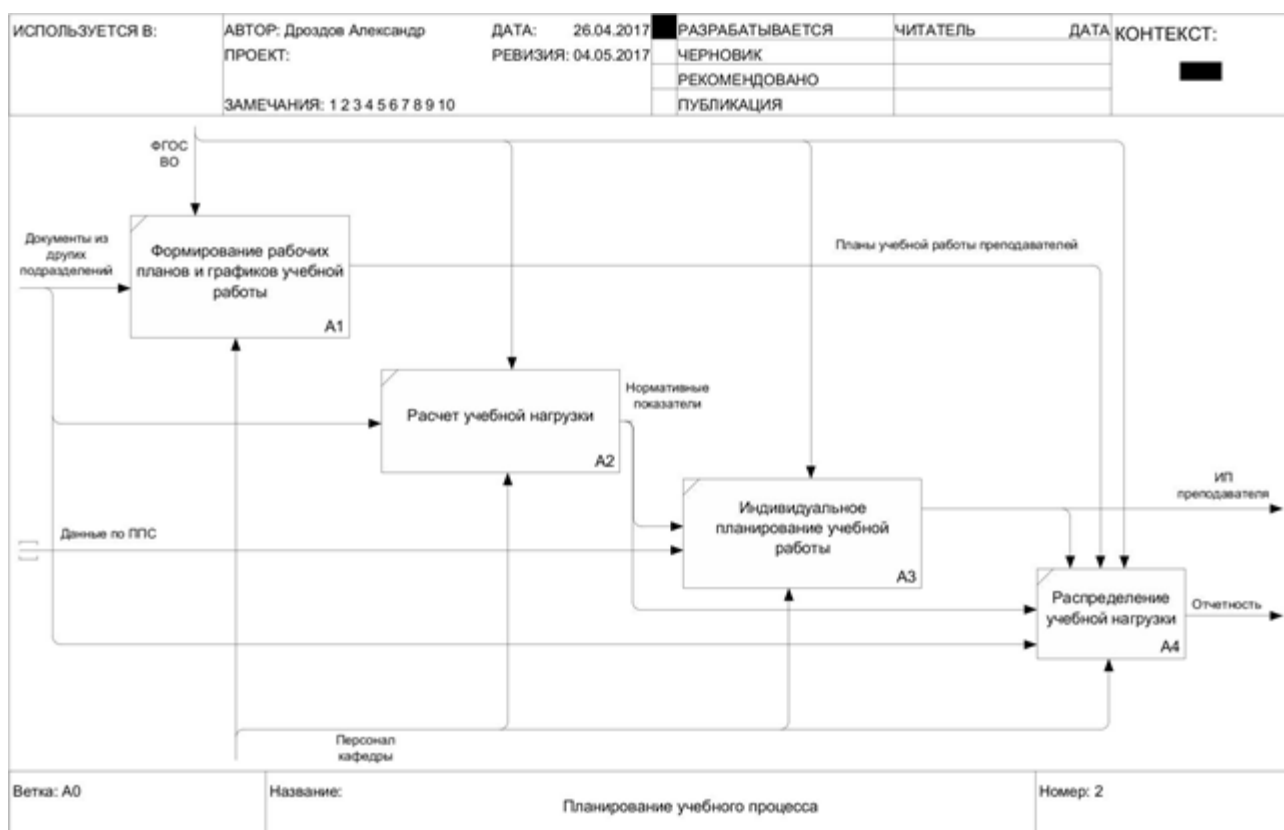 ИСПОЛЬЗУЕТСЯ В:
АВТОР: Дроздов Александр
ДАТА: 26.04.2017
ПРОЕКТ:
РЕВИЗИЯ: 04.05.2017
ЗАМЕЧАНИЯ: 1 2 3 4 5 6 7 8 9 10
РАЗРАБАТЫВАЕТСЯ
ЧЕРНОВИК
РЕКОМЕНДОВАНО
ПУБЛИКАЦИЯ
ЧИТАТЕЛЬ
ДАТА
КОНТЕКСТ:
ФГОС
ВО
Документы из
других
подразделений
Формирование рабочих
планов и графиков учебной
работы
A1
Планы учебной работы преподавателей
Расчет учебной нагрузки
A2
Нормативные
показатели
Данные по ППС
Индивидуальное
планирование учебной
работы
A3
ИП
преподавателя
Распределение
учебной нагрузки
A4
Отчетность
Персонал
кафедры
Ветка: A0
Название:
Планирование учебного процесса
Номер: 2